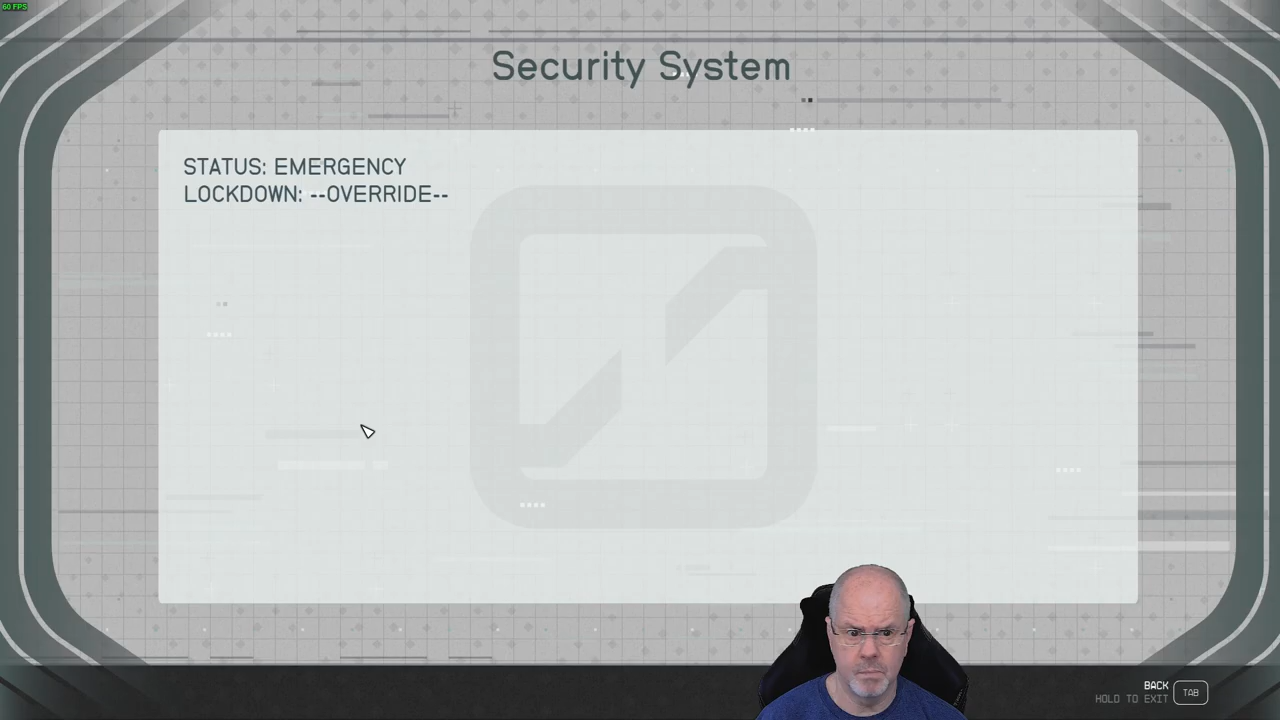 60 FPS
Security System
STATUS: EMERGENCY
LOCKDOWN: --OVERRIDE--
BACK
HOLD TO EXIT
TAB